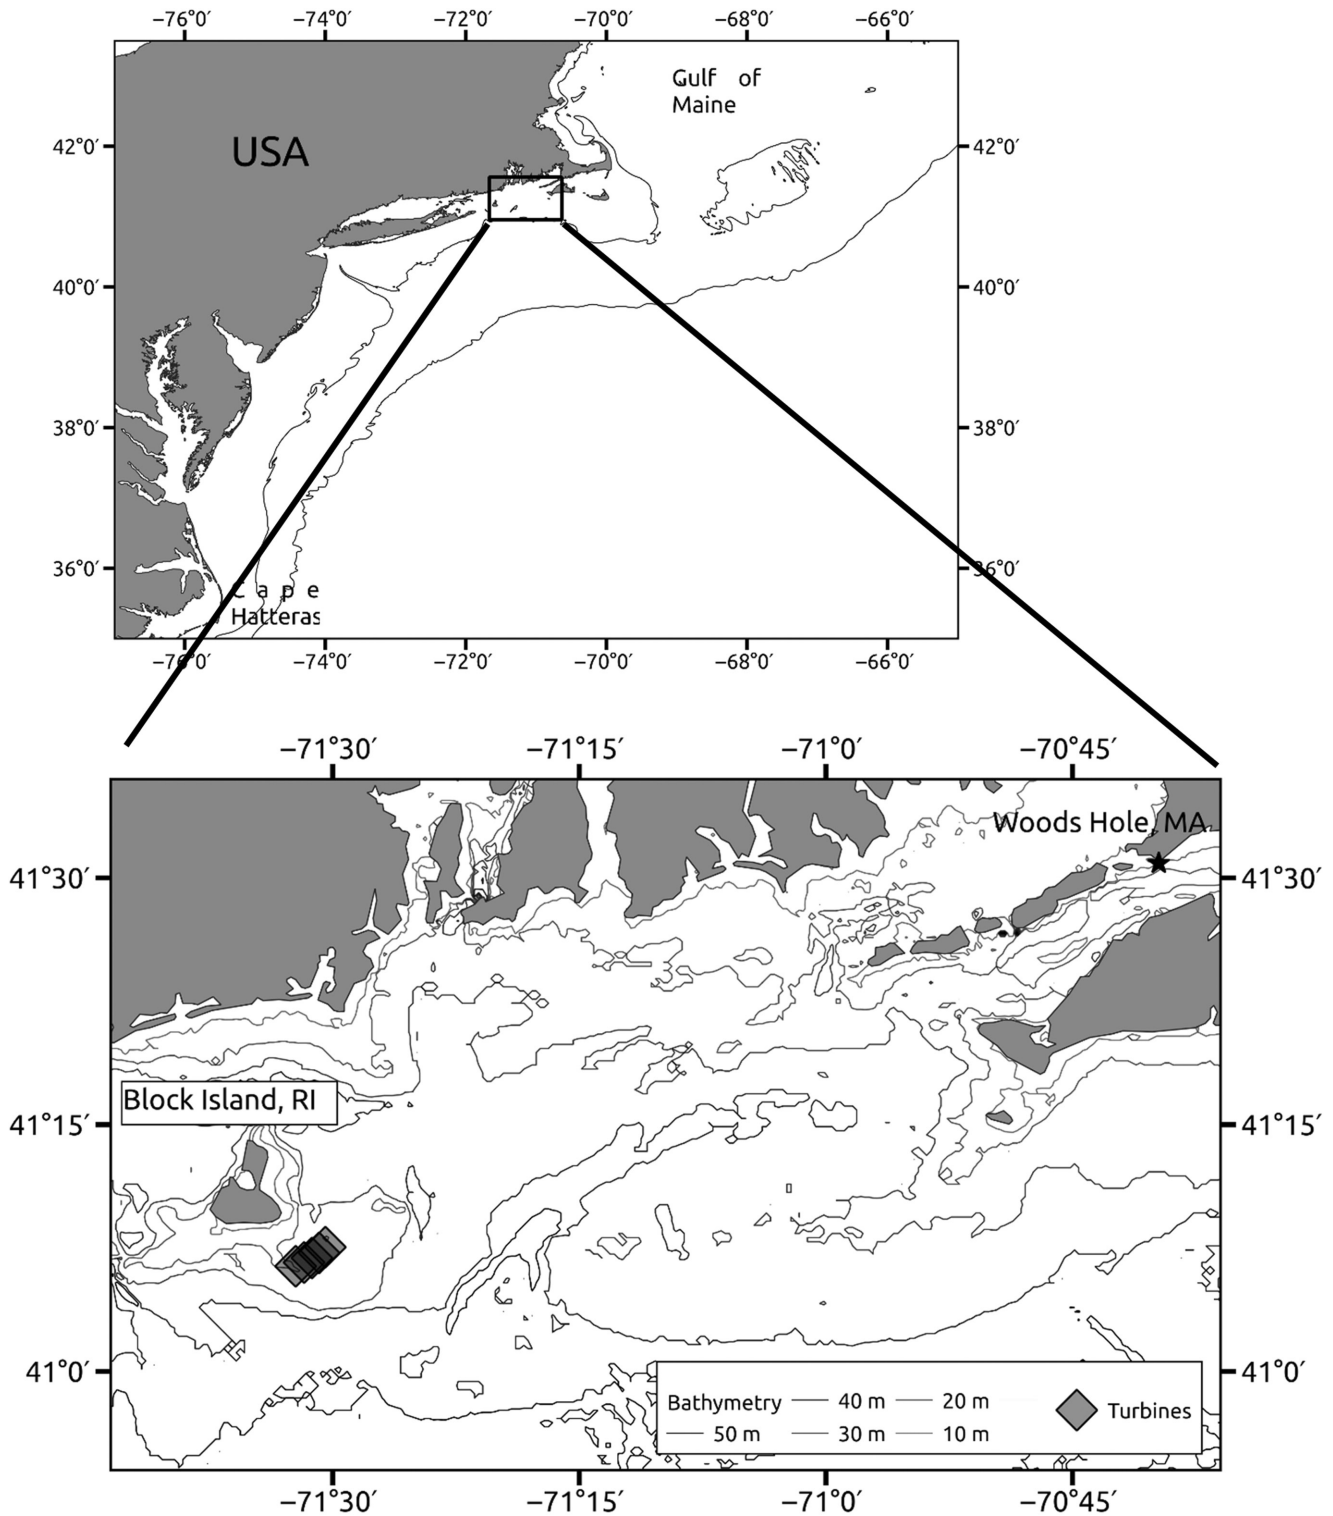 −76°0′ −74°0′ −72°0′ −70°0′ −68°0′ −66°0′
Gulf of
Maine
USA
42°0′ 42°0′
40°0′ 40°0′
38°0′ 38°0′
36°0′ 36°0′
Cape
Hatteras
−76°0′ −74°0′ −72°0′ −70°0′ −68°0′ −66°0′
−71°30′ −71°15′ −71°0′ −70°45′
Woods Hole, MA
41°30′ 41°30′
Block Island, RI
41°15′ 41°15′
41°0′ 41°0′
Bathymetry 40 m 20 m
Turbines
50 m 30 m 10 m
−71°30′ −71°15′ −71°0′ −70°45′